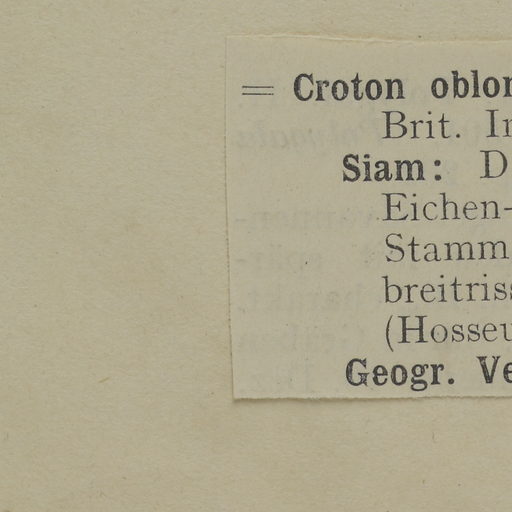 = Croton oblon
Brit. In
Siam: D
Eichen-
Stamm
breitriss
(Hosseu
Geogr. Ve